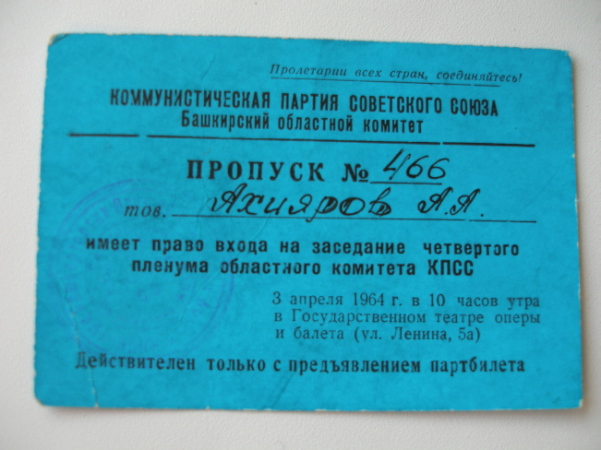 Пролетарии всех стран, соединяйтесь!
КОММУНИСТИЧЕСКАЯ ПАРТИЯ СОВЕТСКОГО СОЮЗА
Башкирский областной комитет
ПРОПУСК № 466
тов. Ахияров А.А.
имеет право входа на заседание четвертого
пленума областного комитета КПСС
3 апреля 1964 г. в 10 часов утра
в Государственном театре оперы
и балета (ул. Ленина, 5а)
Действителен только с предъявлением партбилета